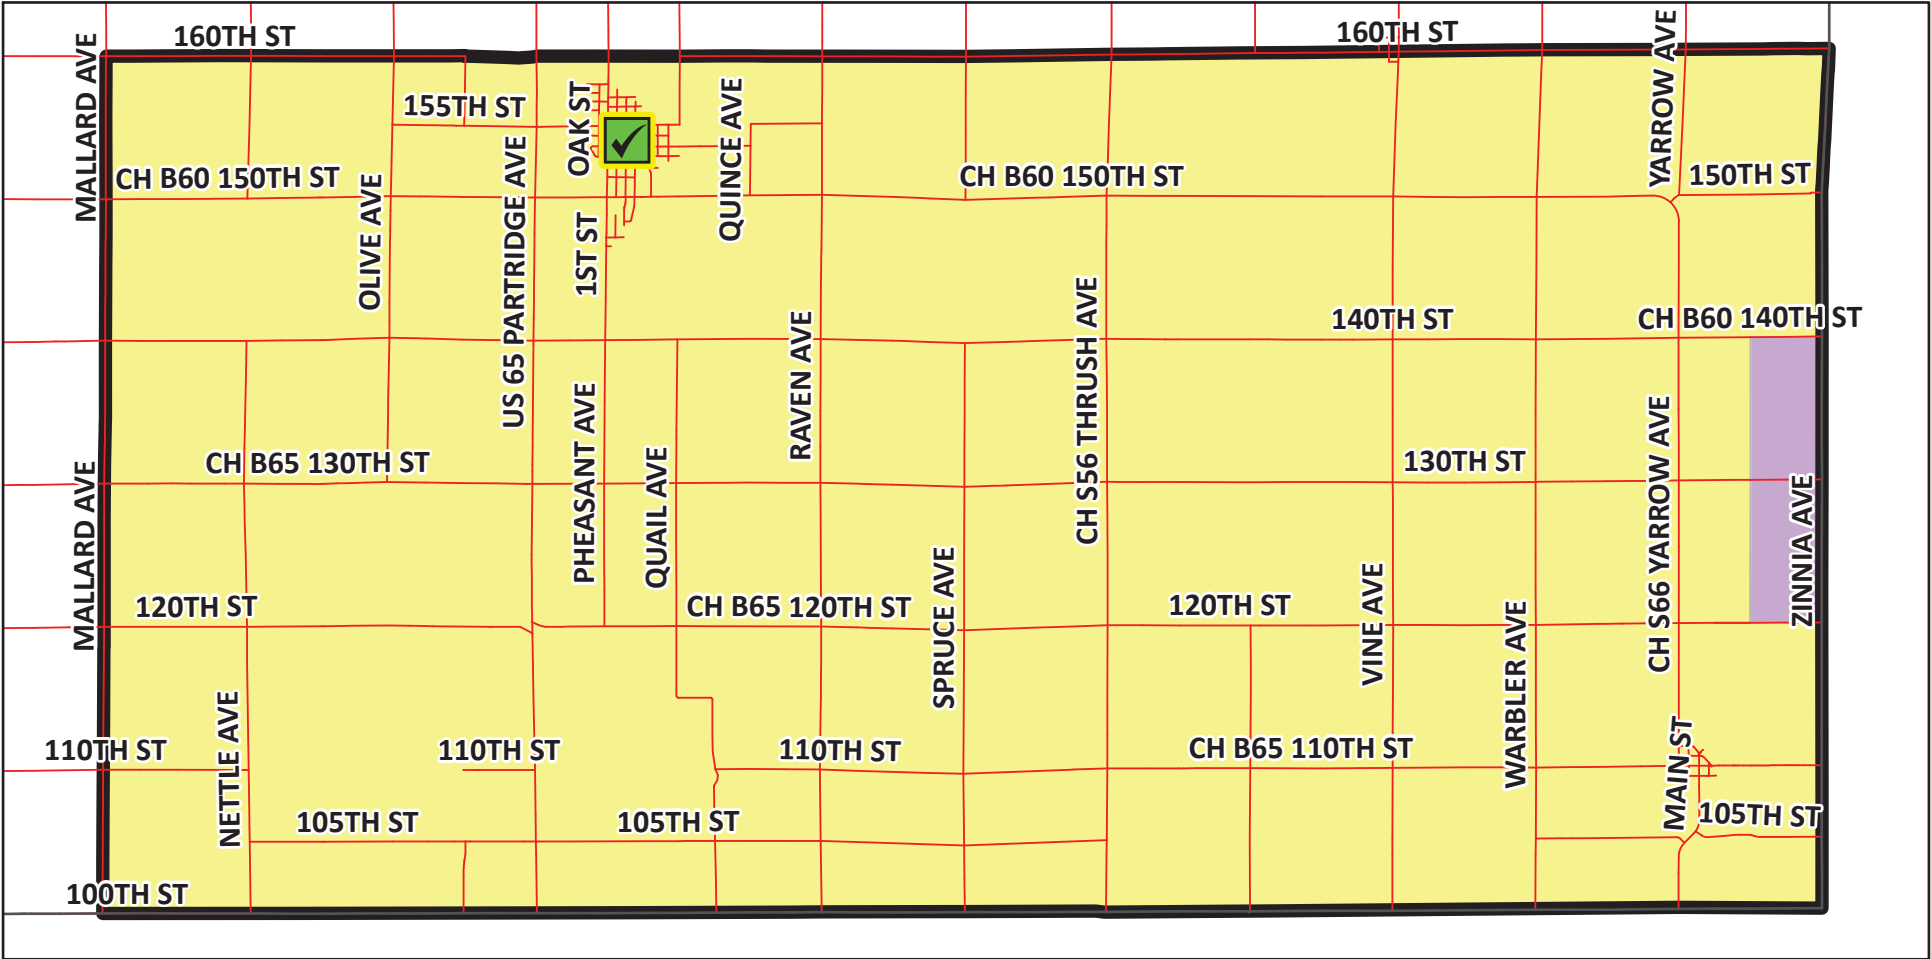 160TH ST
160TH ST
MALLARD AVE
YARROW AVE
155TH ST
OAK ST
QUINCE AVE
CH B60 150TH ST
OLIVE AVE
US 65 PARTRIDGE AVE
1ST ST
CH B60 150TH ST
150TH ST
RAVEN AVE
CH S56 THRUSH AVE
140TH ST
CH B60 140TH ST
MALLARD AVE
CH B65 130TH ST
PHEASANT AVE
QUAIL AVE
130TH ST
CH S66 YARROW AVE
ZINNIA AVE
120TH ST
CH B65 120TH ST
SPRUCE AVE
120TH ST
VINE AVE
WARBLER AVE
110TH ST
NETTLE AVE
110TH ST
110TH ST
CH B65 110TH ST
MAIN ST
105TH ST
105TH ST
105TH ST
100TH ST